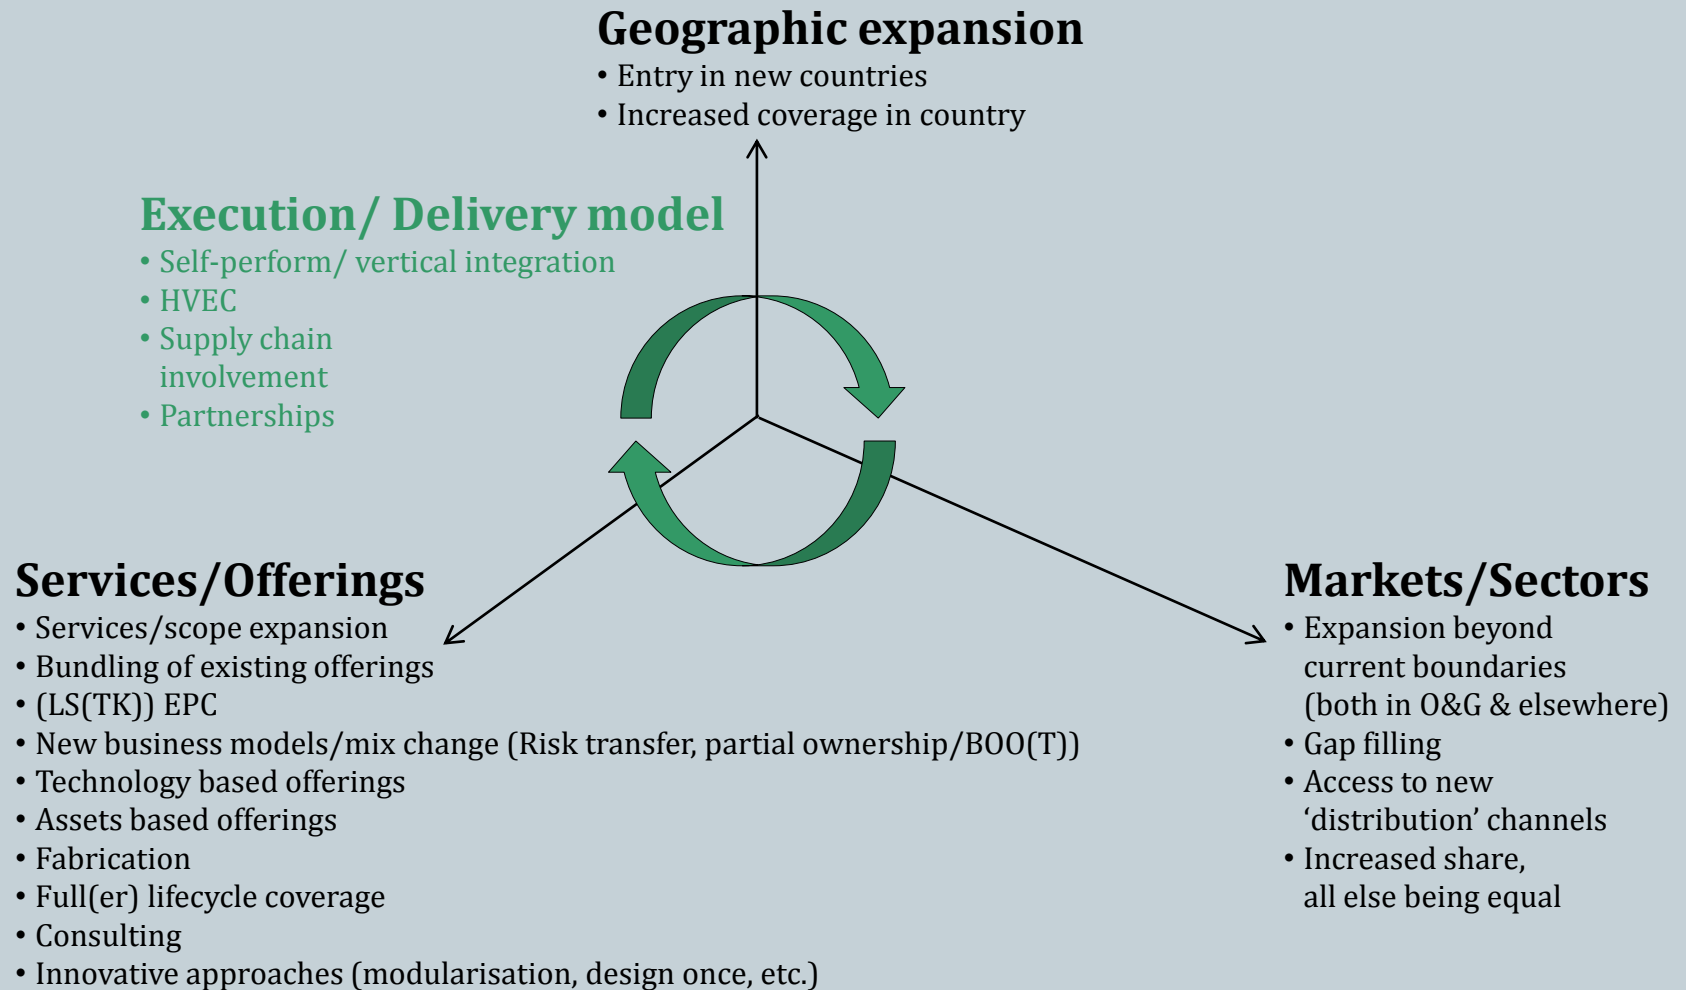 Geographic expansion
• Entry in new countries
• Increased coverage in country
Execution/ Delivery model
• Self-perform/ vertical integration
• HVEC
• Supply chain
involvement
• Partnerships
Services/Offerings
• Services/scope expansion
• Bundling of existing offerings
• (LS(TK)) EPC
• New business models/mix change (Risk transfer, partial ownership/BOO(T))
• Technology based offerings
• Assets based offerings
• Fabrication
• Full(er) lifecycle coverage
• Consulting
• Innovative approaches (modularisation, design once, etc.)
Markets/Sectors
• Expansion beyond
current boundaries
(both in O&G & elsewhere)
• Gap filling
• Access to new
‘distribution’ channels
• Increased share,
all else being equal